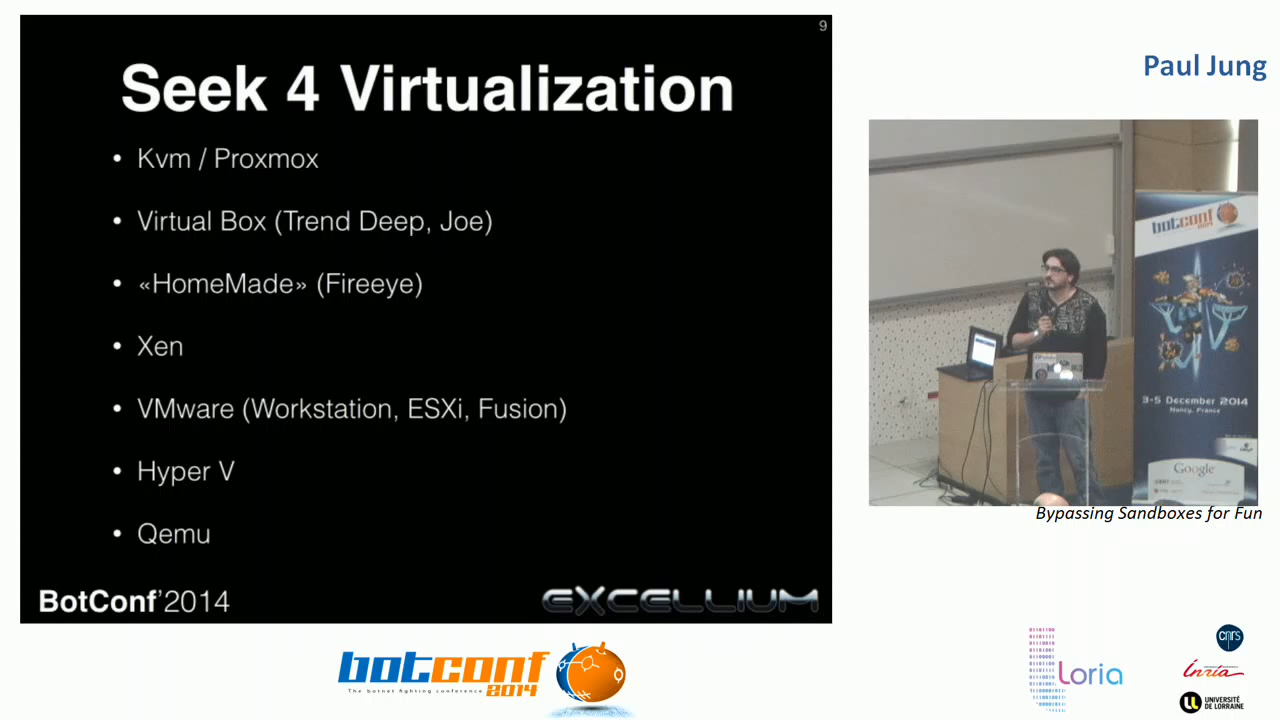 9
Seek 4 Virtualization
• Kvm / Proxmox
• Virtual Box (Trend Deep, Joe)
• «HomeMade» (Fireeye)
• Xen
• VMware (Workstation, ESXi, Fusion)
• Hyper V
• Qemu
BotConf'2014
EXCELLIUM
Paul Jung
botconf
2014
3-5 December 2014
Nancy, France
Google
Bypassing Sandboxes for Fun
botconf
The botnet fighting conference 2014
Loria
cnrs
Inria
UNIVERSITÉ
DE LORRAINE